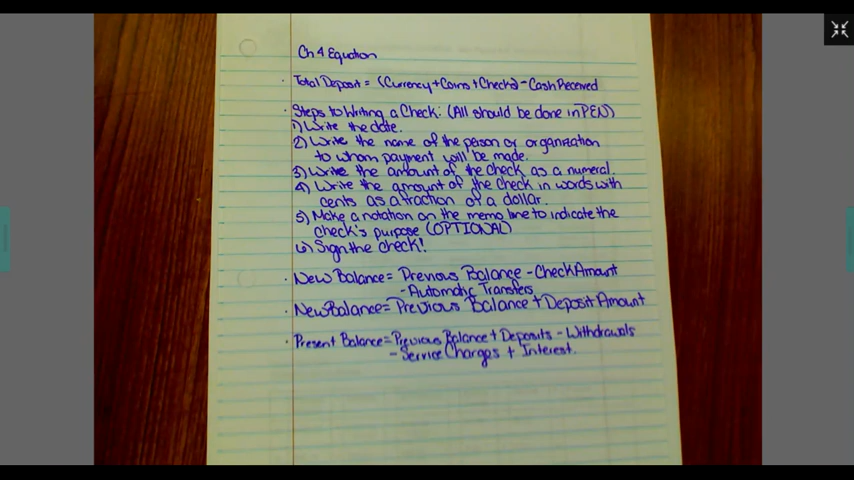 Ch 4 Equation
· Total Deposit = (Currency + Coins + Checks) - Cash Received
· Steps to Writing a Check: (All should be done in PEN)
1) Write the date.
2) Write the name of the person or organization
to whom payment will be made.
3) Write the amount of the check as a numeral.
4) Write the amount of the check in words with
cents as a fraction of a dollar.
5) Make a notation on the memo line to indicate the
check's purpose (OPTIONAL)
6) Sign the check!
· New Balance = Previous Balance - Check Amount
- Automatic Transfers
· New Balance = Previous Balance + Deposit Amount
· Present Balance = Previous Balance + Deposits - Withdrawals
- Service Charges + Interest.